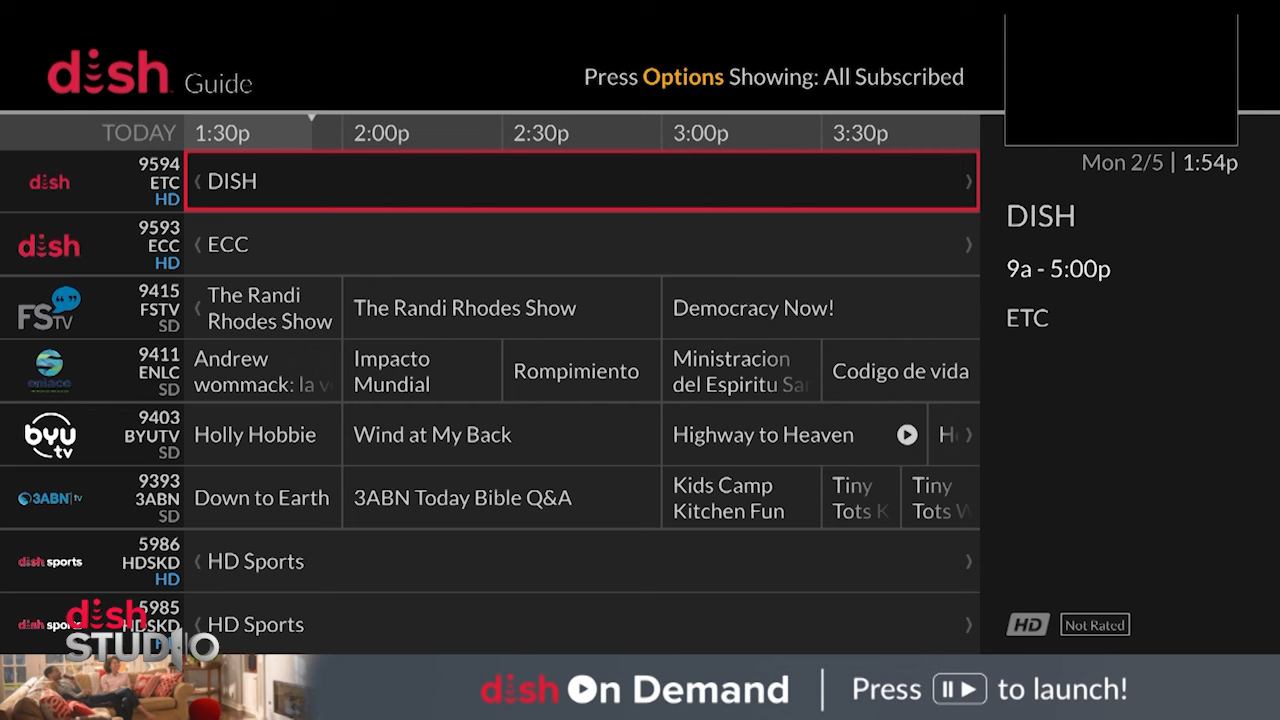 dish Guide
Press Options Showing: All Subscribed
TODAY 1:30p 2:00p 2:30p 3:00p 3:30p
Mon 2/5 | 1:54p
dish 9594 ETC HD DISH
DISH
9a - 5:00p
ETC
dish 9593 ECC HD ECC
FSTV 9415 FSTV SD The Randi Rhodes Show The Randi Rhodes Show Democracy Now!
enlace 9411 ENLC SD Andrew wommack: la v Impacto Mundial Rompimiento Ministracion del Espiritu Sa Codigo de vida
byu tv 9403 BYUTV SD Holly Hobbie Wind at My Back Highway to Heaven
3ABN tv 9393 3ABN SD Down to Earth 3ABN Today Bible Q&A Kids Camp Kitchen Fun Tiny Tots K Tiny Tots W
dish sports 5986 HDSKD HD HD Sports
dish sports 5985 HDSKD HD Sports
HD Not Rated
dish STUDIO
dish On Demand | Press to launch!